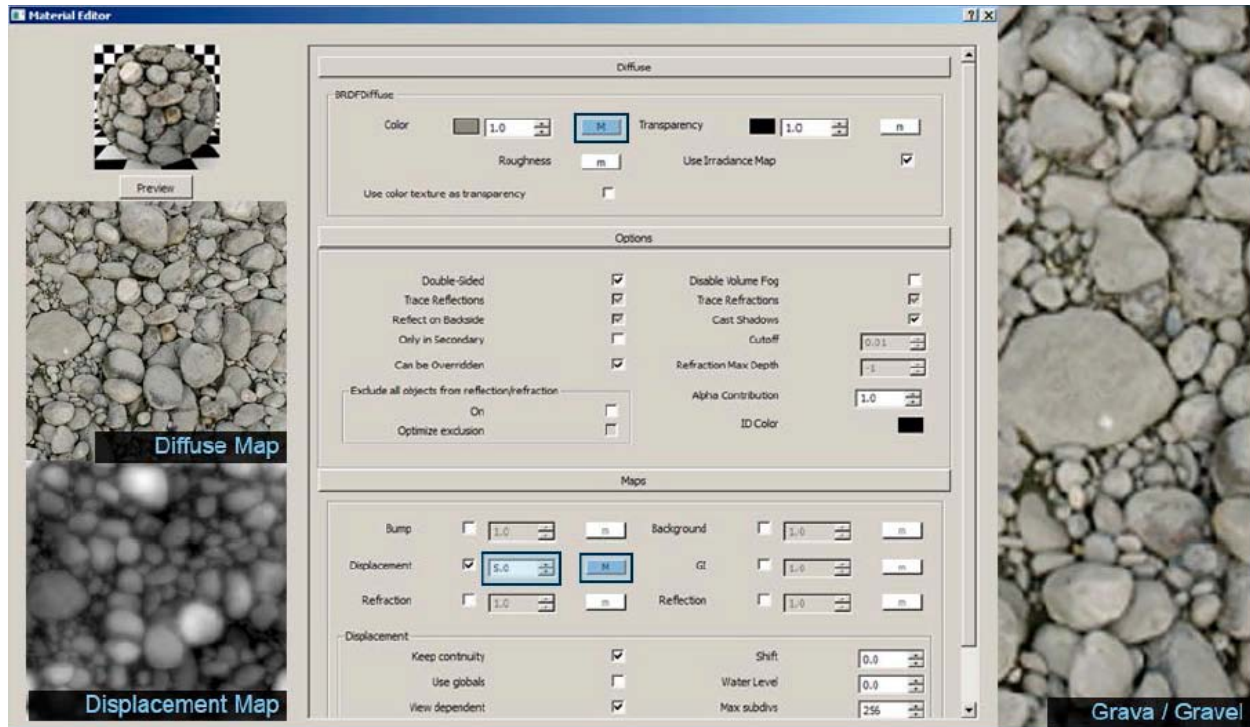 Material Editor
Preview
Diffuse Map
Displacement Map
Diffuse
BRDFDiffuse
Color 1.0 M Transparency 1.0 m
Roughness m Use Irradance Map
Use color texture as transparency
Options
Double-Sided Disable Volume Fog
Trace Reflections Trace Refractions
Reflect on Backside Cast Shadows
Only in Secondary Cutoff 0.01
Can be Overridden Refraction Max Depth -1
Exclude all objects from reflection/refraction
Alpha Contribution 1.0
On
Optimize exclusion ID Color
Maps
Bump 1.0 m Background 1.0 m
Displacement 5.0 M GI 1.0 m
Refraction 1.0 m Reflection 1.0 m
Displacement
Keep continuity Shift 0.0
Use globals Water Level 0.0
View dependent Max subdivs 256
Grava / Gravel